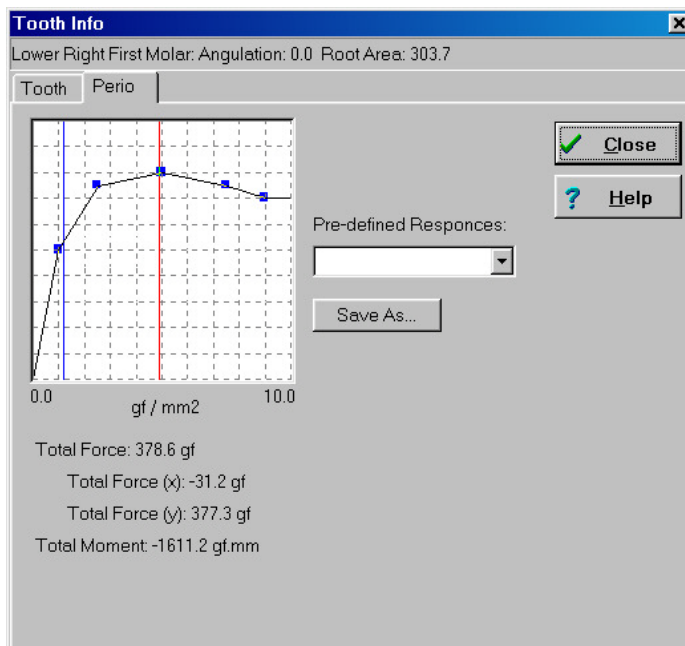 Tooth Info
Lower Right First Molar: Angulation: 0.0 Root Area: 303.7
Tooth Perio
Close
Help
Pre-defined Responces:
Save As...
0.0 10.0
gf / mm2
Total Force: 378.6 gf
Total Force (x): -31.2 gf
Total Force (y): 377.3 gf
Total Moment: -1611.2 gf.mm